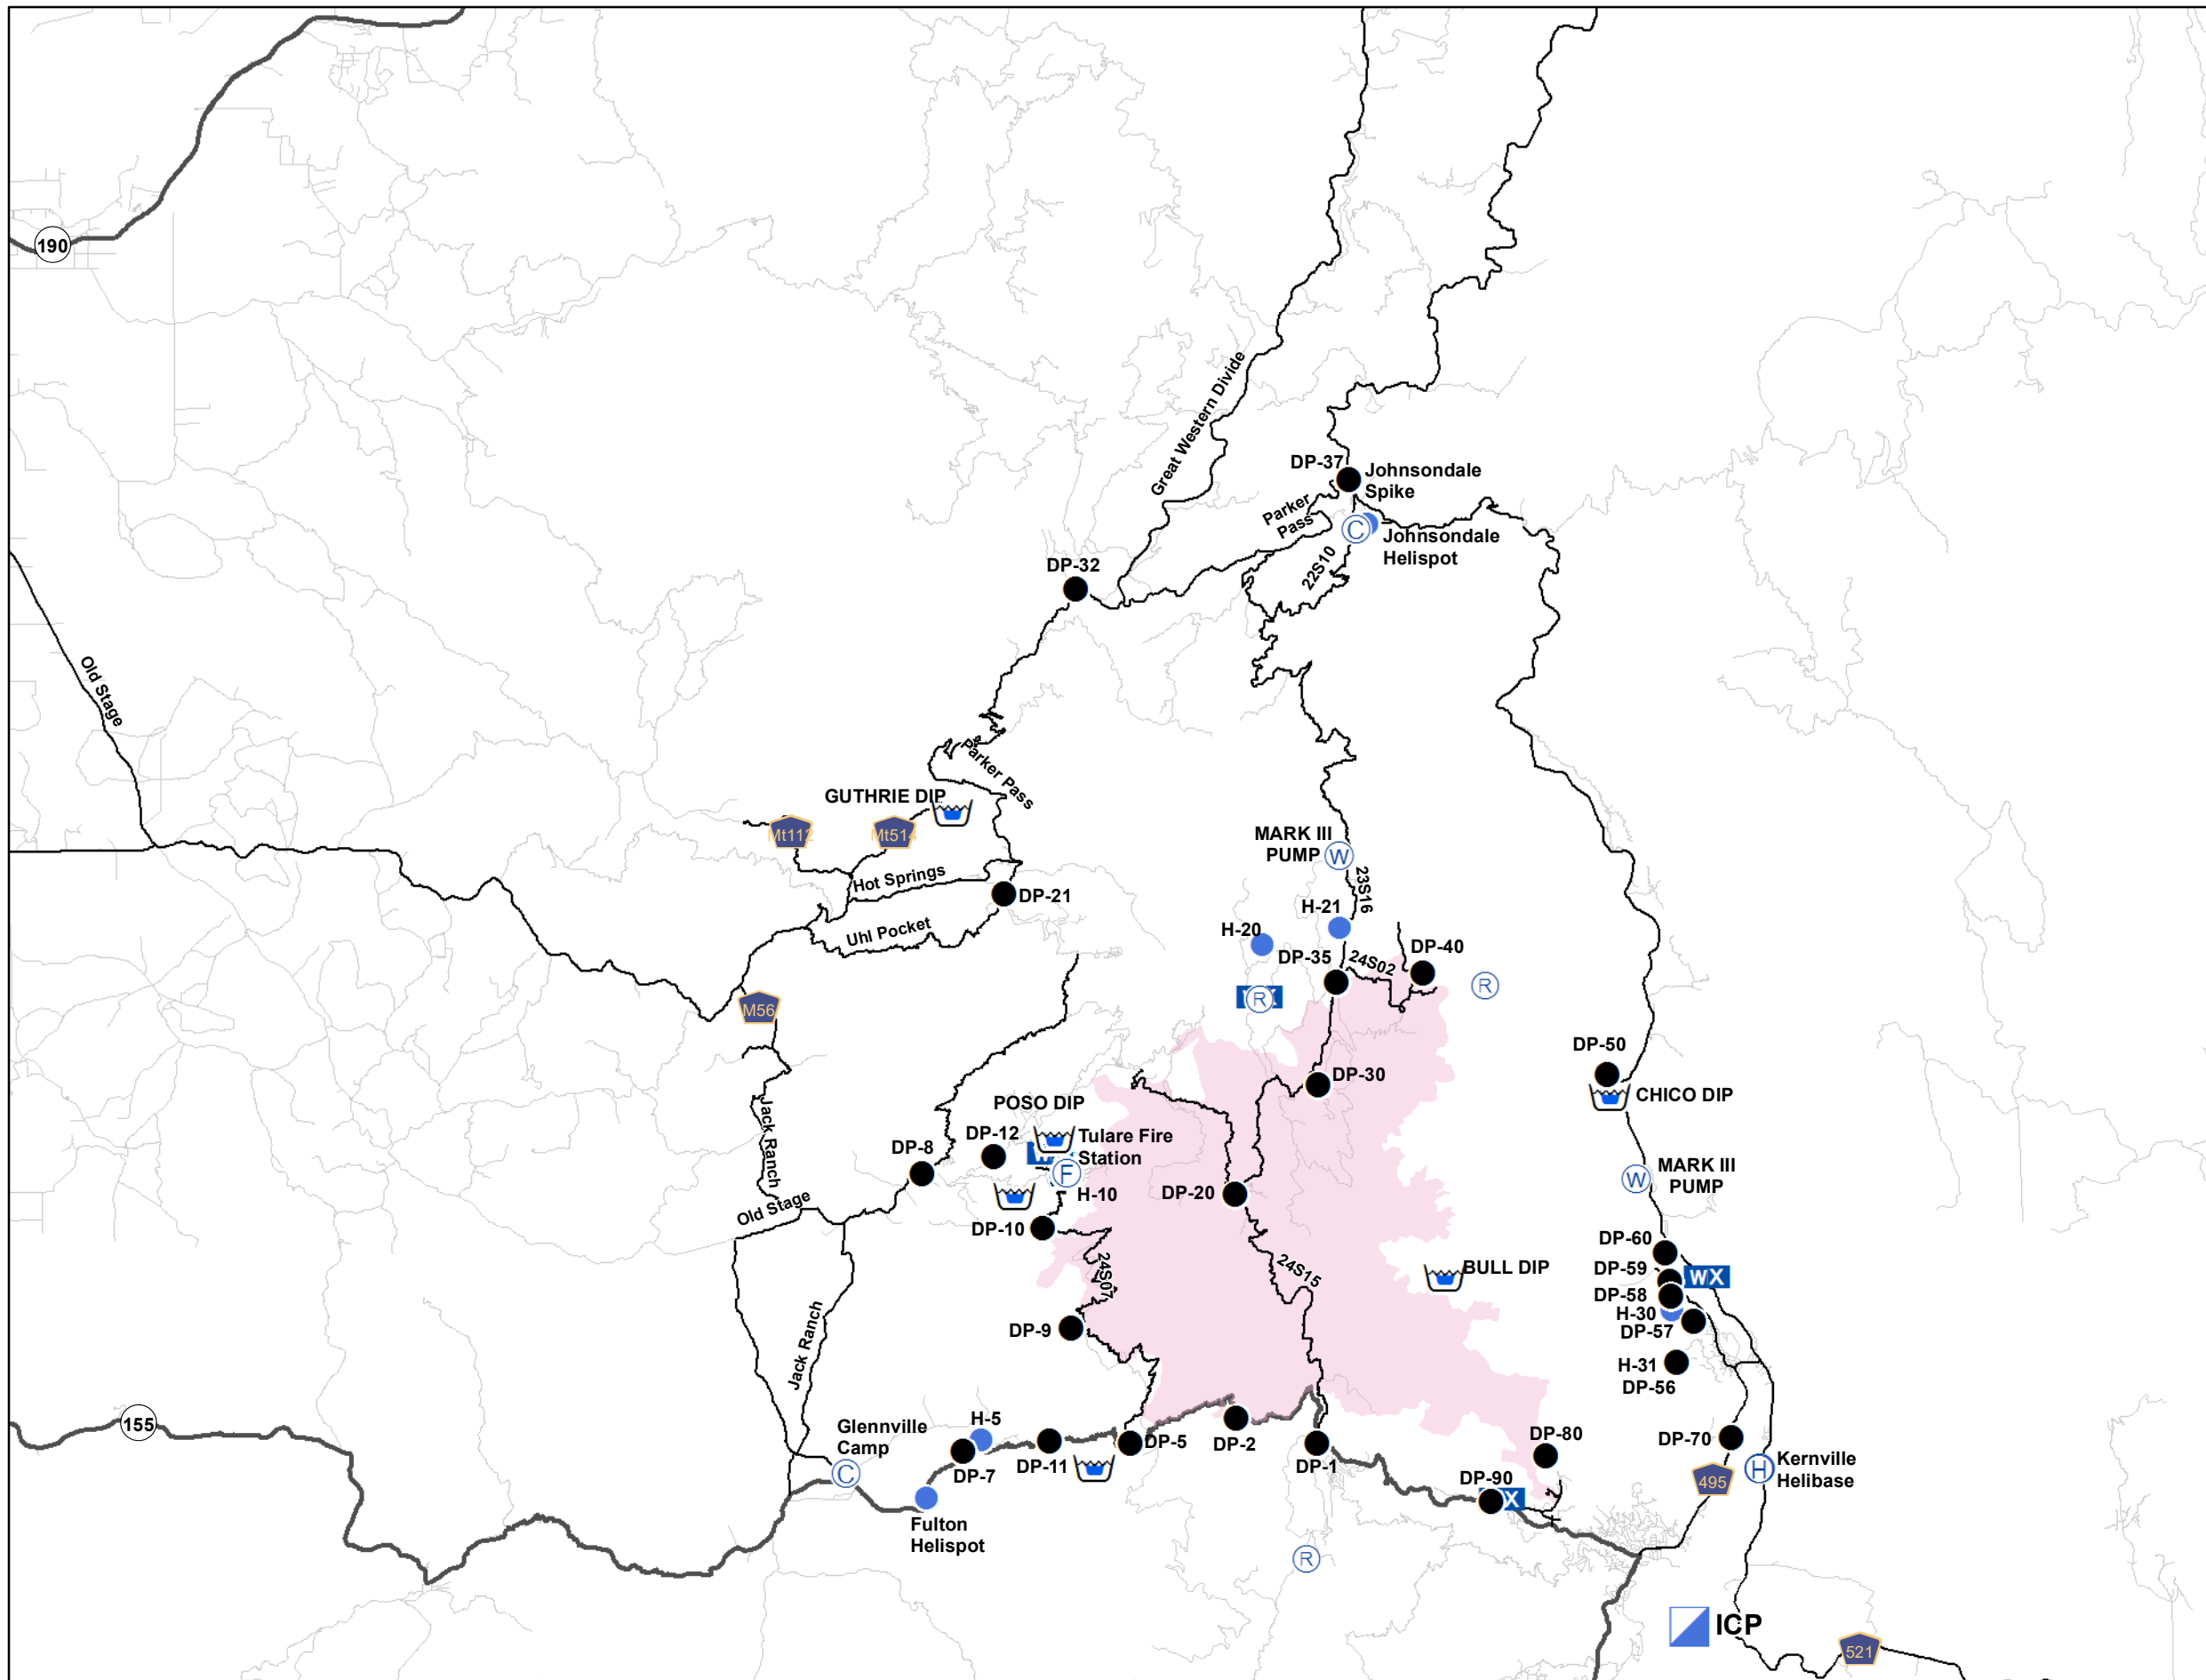 190
Great Western Divide
DP-37
Johnsondale
Spike
Parker
Pass
C
Johnsondale
Helispot
22S10
DP-32
Old Stage
Parker Pass
GUTHRIE DIP
Mt112
Mt514
MARK III
PUMP
W
23S16
Hot Springs
DP-21
Uhl Pocket
H-21
H-20
DP-35
24S02
DP-40
R
R
M56
DP-50
CHICO DIP
DP-30
Jack Ranch
POSO DIP
DP-12
Tulare Fire
Station
DP-8
F
H-10
DP-20
MARK III
PUMP
W
Old Stage
DP-10
24S07
24S15
BULL DIP
DP-60
DP-59
WX
DP-58
H-30
DP-57
DP-9
Jack Ranch
H-31
DP-56
155
Glennville
Camp
C
H-5
DP-7
DP-11
DP-5
DP-2
DP-1
DP-80
DP-70
DP-90
495
H
Kernville
Helibase
Fulton
Helispot
R
ICP
521